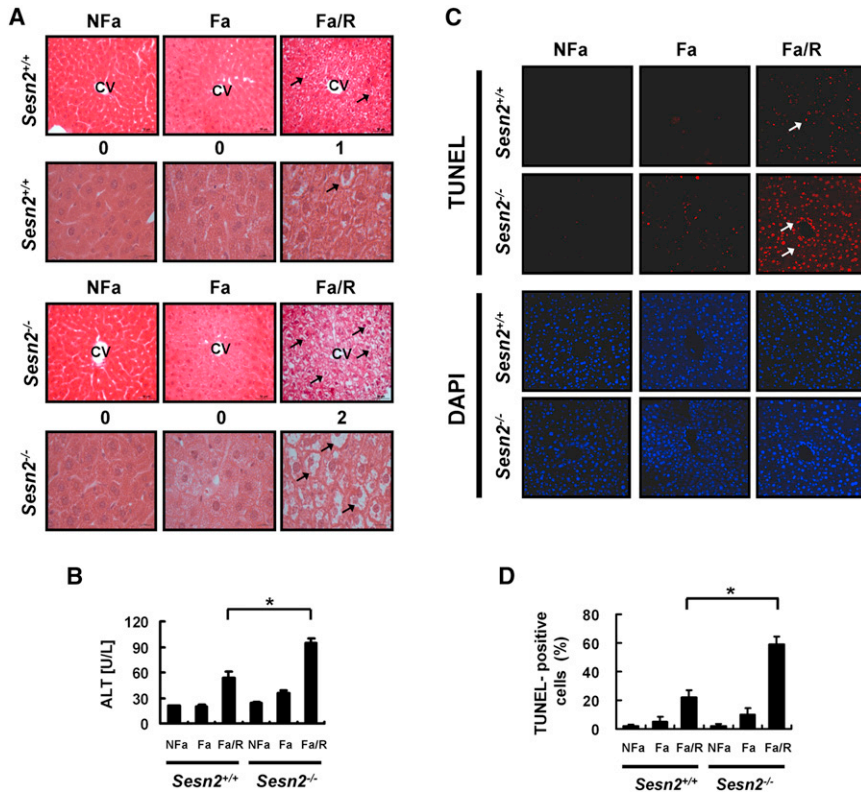 A
NFa Fa Fa/R
Sesn2+/+
CV CV CV
0 0 1
Sesn2+/+
NFa Fa Fa/R
Sesn2-/-
CV CV CV
0 0 2
Sesn2-/-
B
ALT [U/L]
120
90
60
30
0
*
NFa Fa Fa/R NFa Fa Fa/R
Sesn2+/+ Sesn2-/-
C
NFa Fa Fa/R
TUNEL
Sesn2+/+
Sesn2-/-
DAPI
Sesn2+/+
Sesn2-/-
D
TUNEL- positive
cells (%)
80
60
40
20
0
*
NFa Fa Fa/R NFa Fa Fa/R
Sesn2+/+ Sesn2-/-